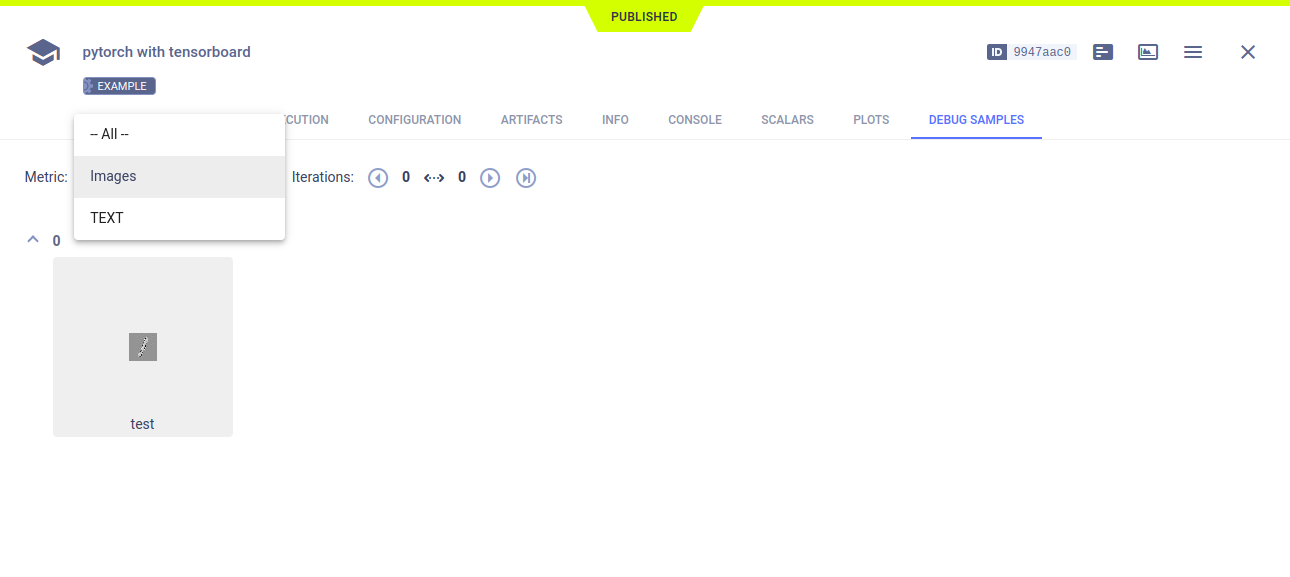 PUBLISHED
pytorch with tensorboard
ID 9947aac0
EXAMPLE
CUTION CONFIGURATION ARTIFACTS INFO CONSOLE SCALARS PLOTS DEBUG SAMPLES
-- All --
Metric: Images Iterations: 0 0
TEXT
0
test